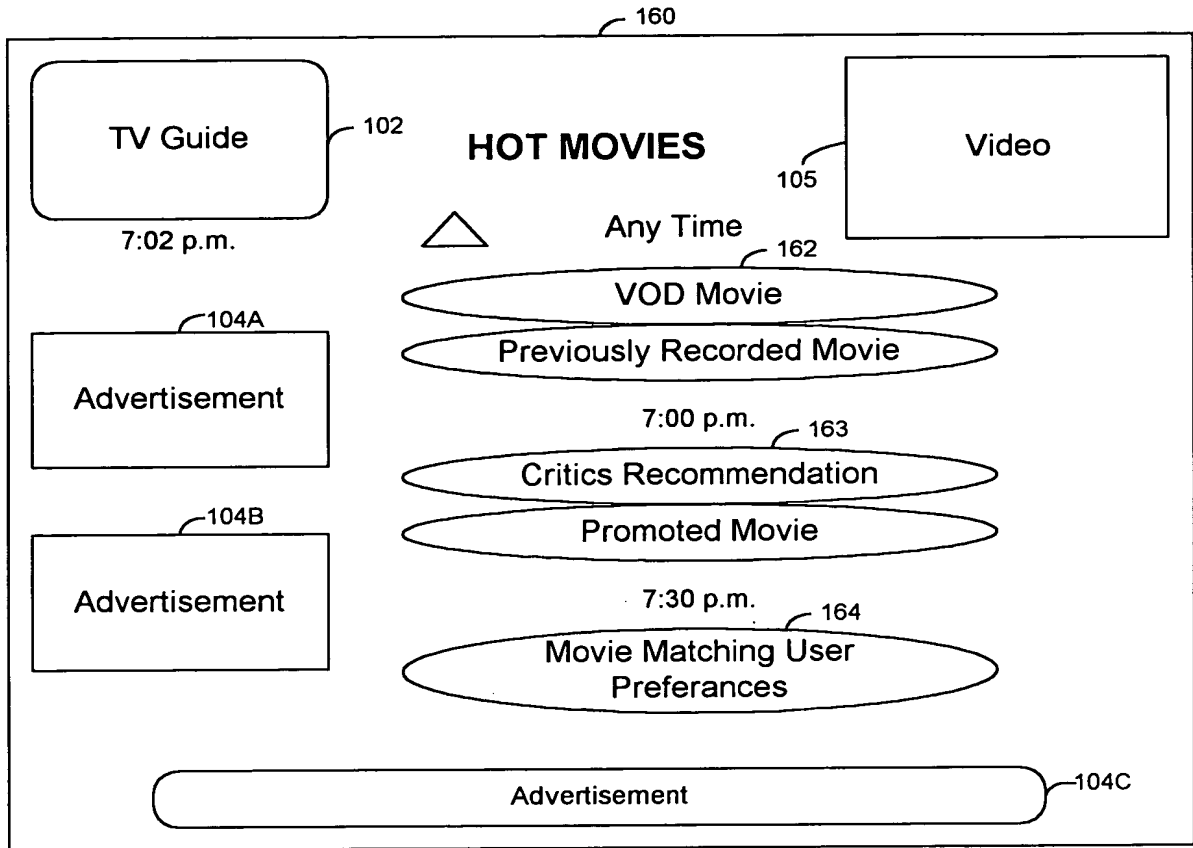 160
TV Guide
102
HOT MOVIES
Video
105
7:02 p.m.
Any Time
162
VOD Movie
Previously Recorded Movie
104A
Advertisement
7:00 p.m.
163
Critics Recommendation
Promoted Movie
104B
Advertisement
7:30 p.m.
164
Movie Matching User
Preferances
Advertisement
104C